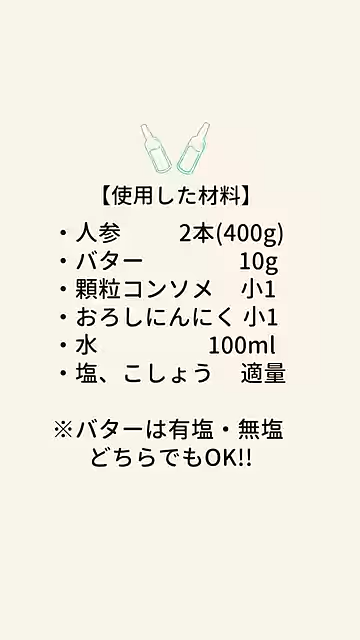 【使用した材料】
・人参 2本(400g)
・バター 10g
・顆粒コンソメ 小1
・おろしにんにく 小1
・水 100ml
・塩、こしょう 適量
※バターは有塩・無塩
どちらでもOK!!